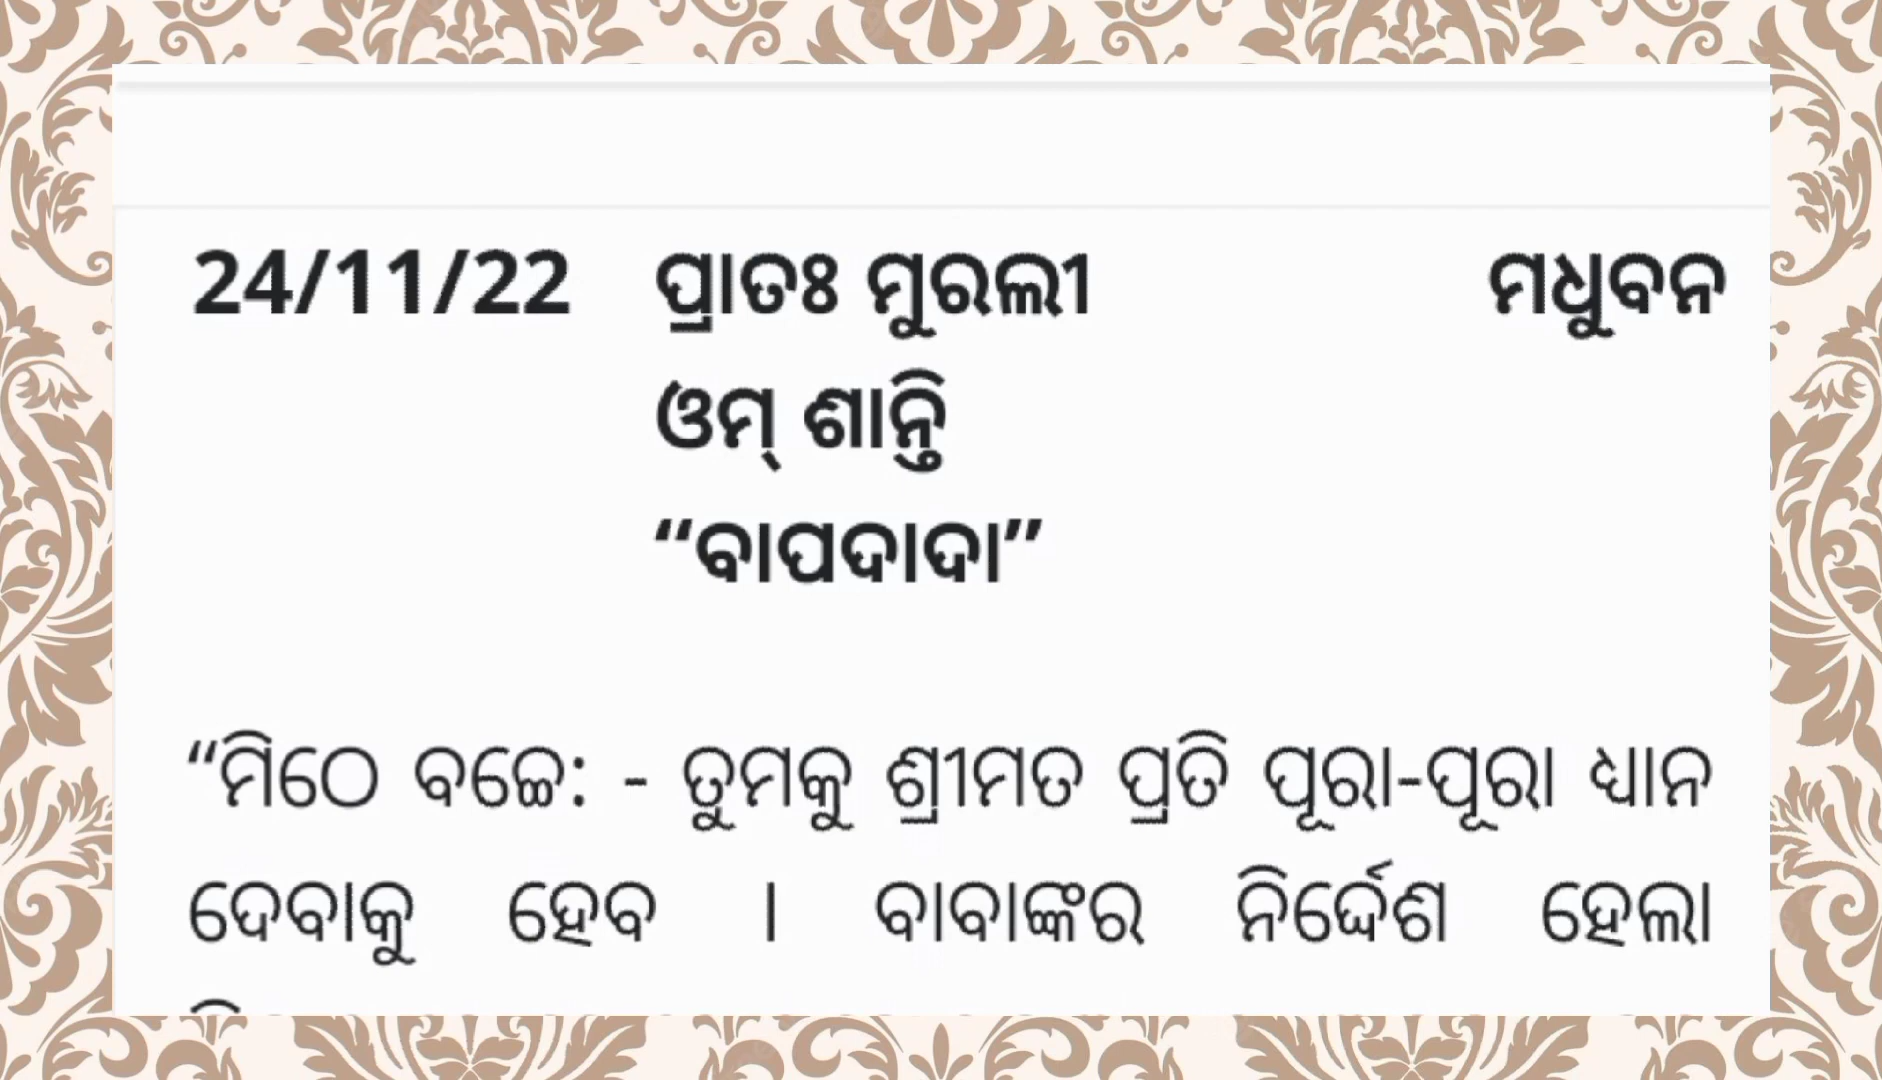 24/11/22 ପ୍ରାତଃ ମୁରଲୀ ମଧୁବନ
ଓମ୍ ଶାନ୍ତି
“ବାପଦାଦା”
“ମିଠେ ବଚ୍ଚେ: - ତୁମକୁ ଶ୍ରୀମତ ପ୍ରତି ପୂରା-ପୂରା ଧ୍ୟାନ
ଦେବାକୁ ହେବ । ବାବାଙ୍କର ନିର୍ଦ୍ଦେଶ ହେଲା